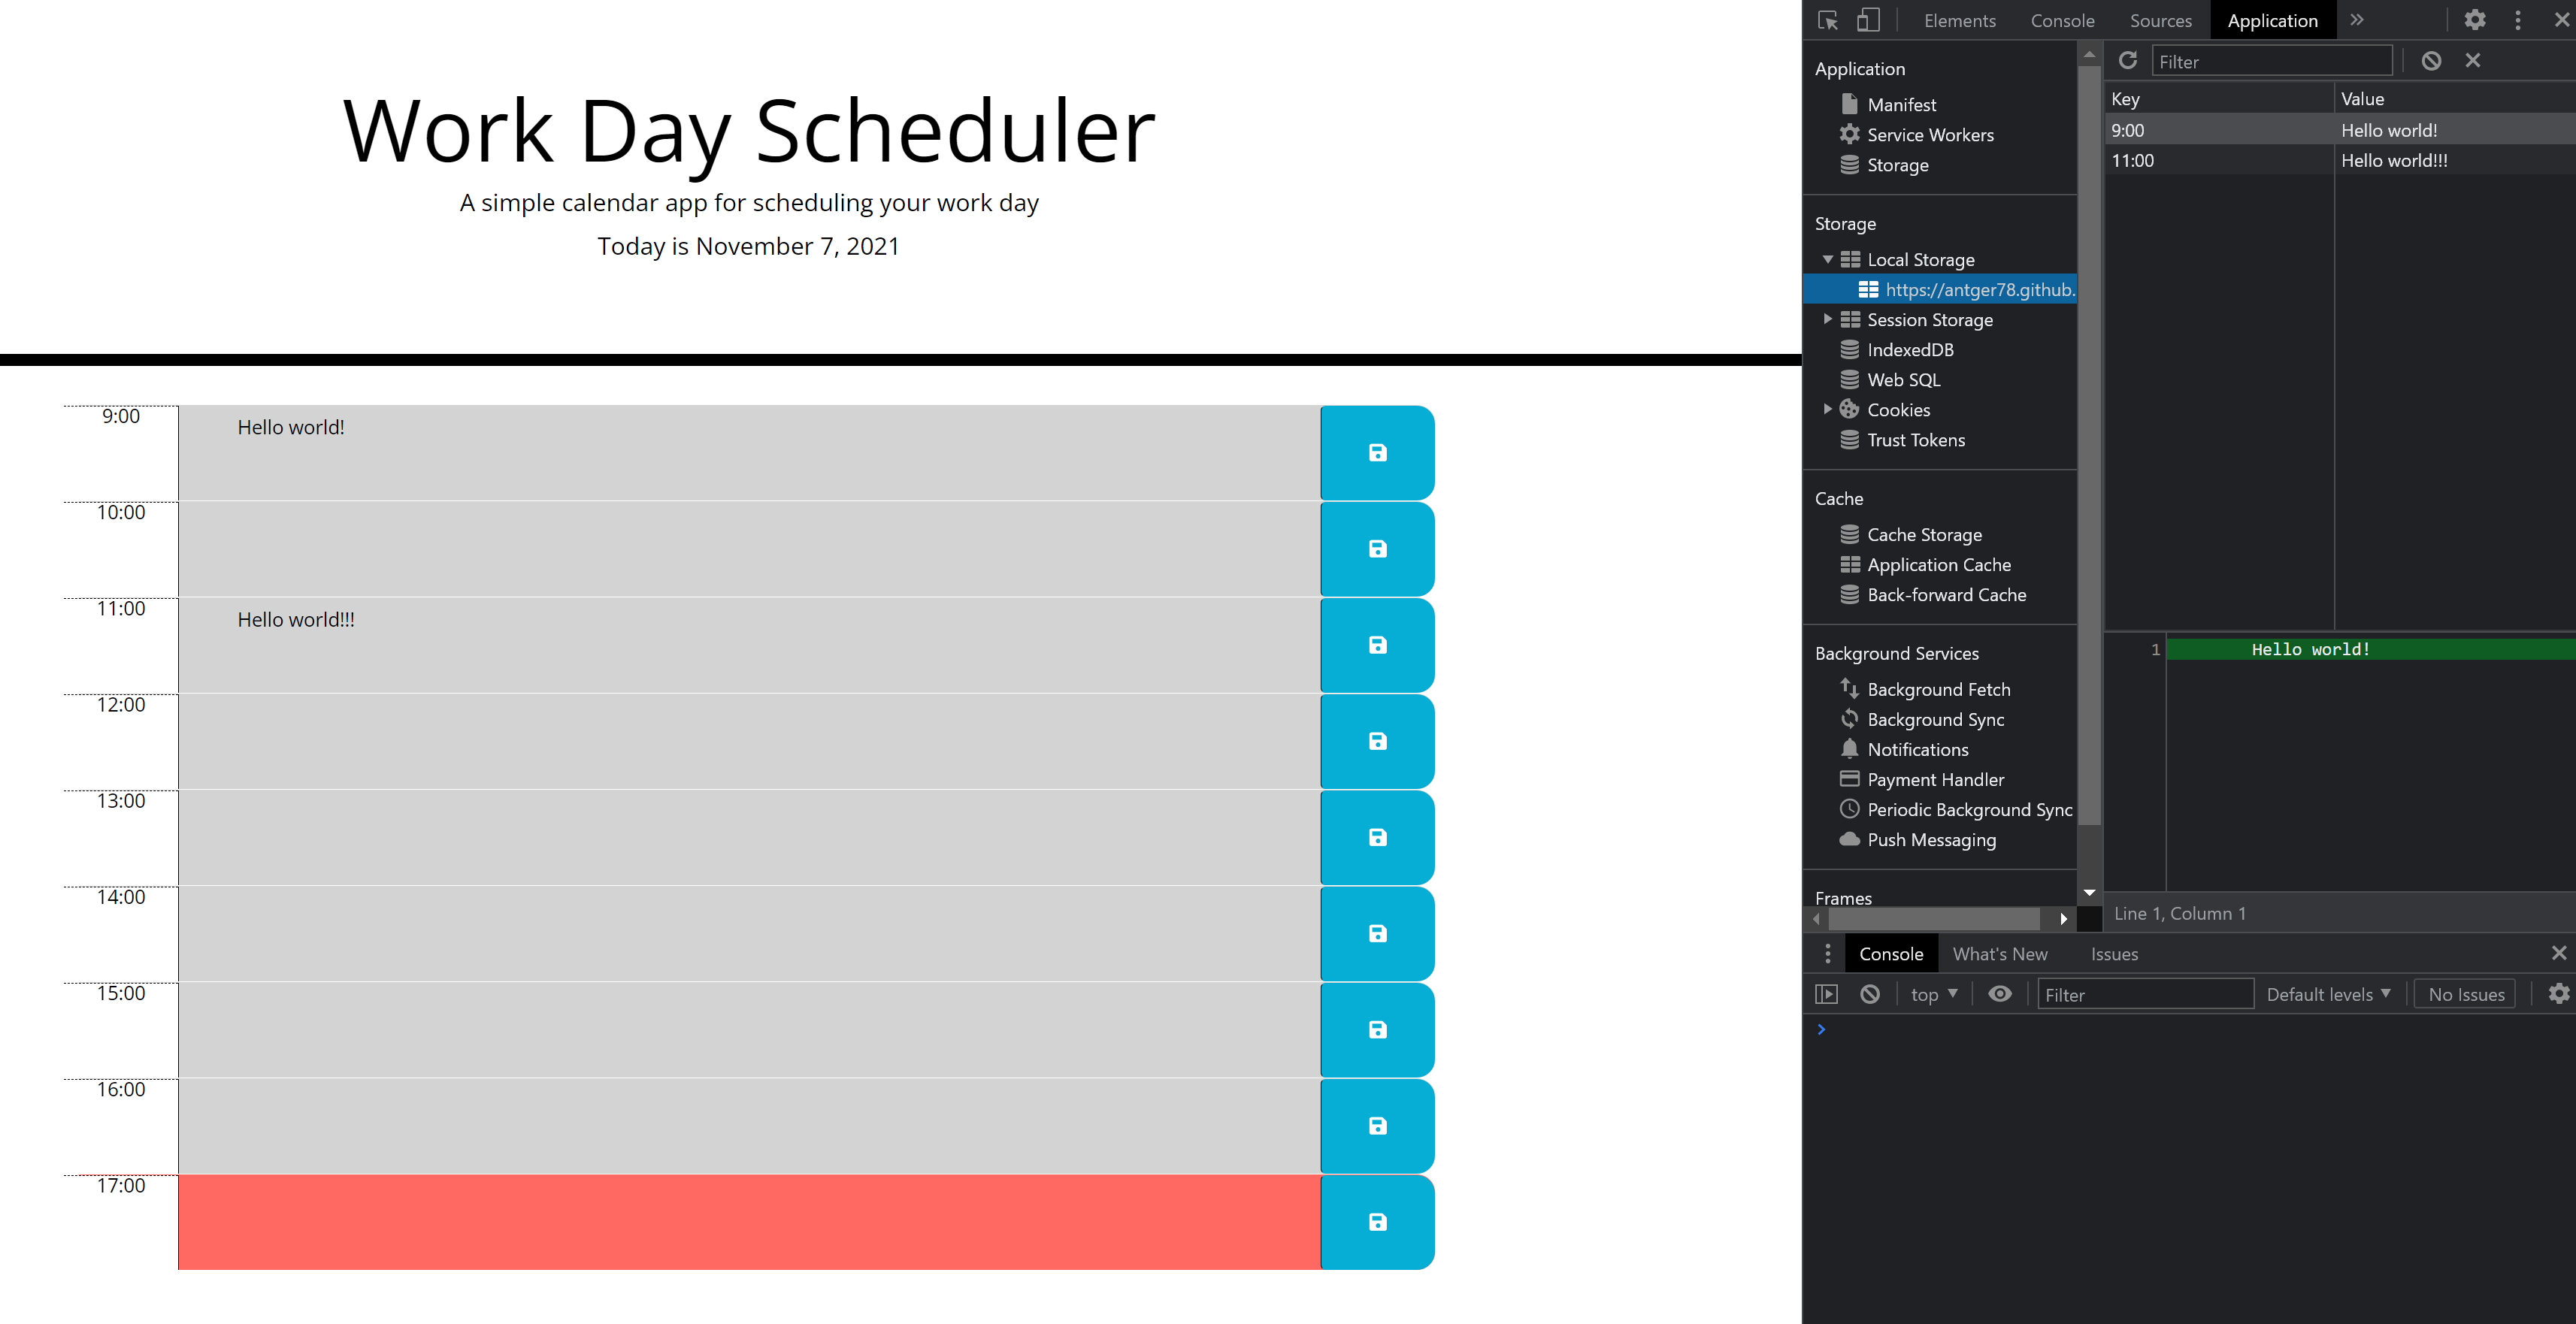 Work Day Scheduler
A simple calendar app for scheduling your work day
Today is November 7, 2021
9:00
Hello world!
10:00
11:00
Hello world!!!
12:00
13:00
14:00
15:00
16:00
17:00
Elements Console Sources Application
Application
Manifest
Service Workers
Storage
Storage
Local Storage
https://antger78.github.
Session Storage
IndexedDB
Web SQL
Cookies
Trust Tokens
Cache
Cache Storage
Application Cache
Back-forward Cache
Background Services
Background Fetch
Background Sync
Notifications
Payment Handler
Periodic Background Sync
Push Messaging
Frames
Filter
Key Value
9:00 Hello world!
11:00 Hello world!!!
1 Hello world!
Line 1, Column 1
Console What's New Issues
top Filter Default levels No Issues